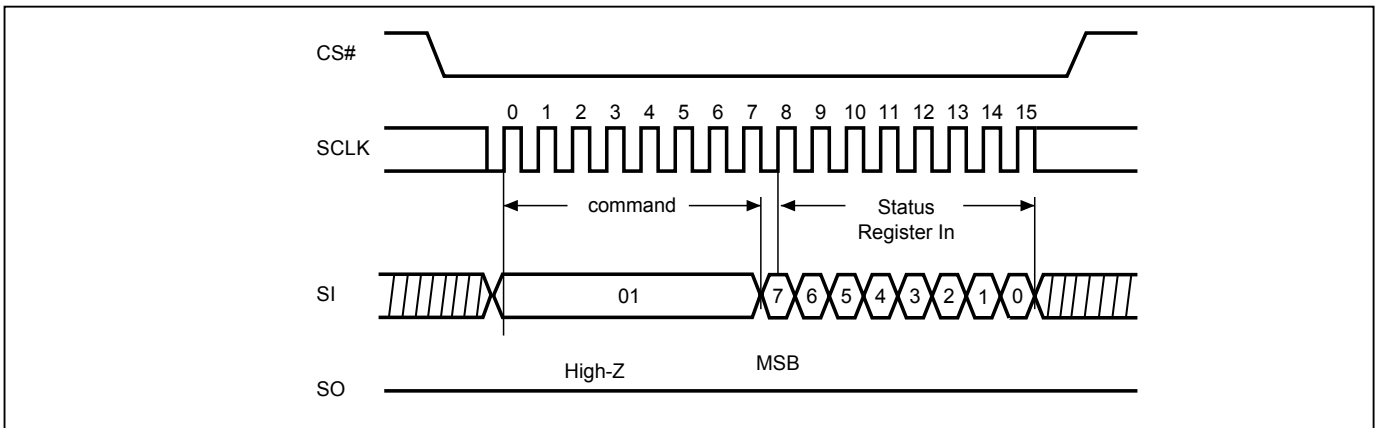 CS#
0 1 2 3 4 5 6 7 8 9 10 11 12 13 14 15
SCLK
command
Status
Register In
SI
01
7 6 5 4 3 2 1 0
High-Z
MSB
SO